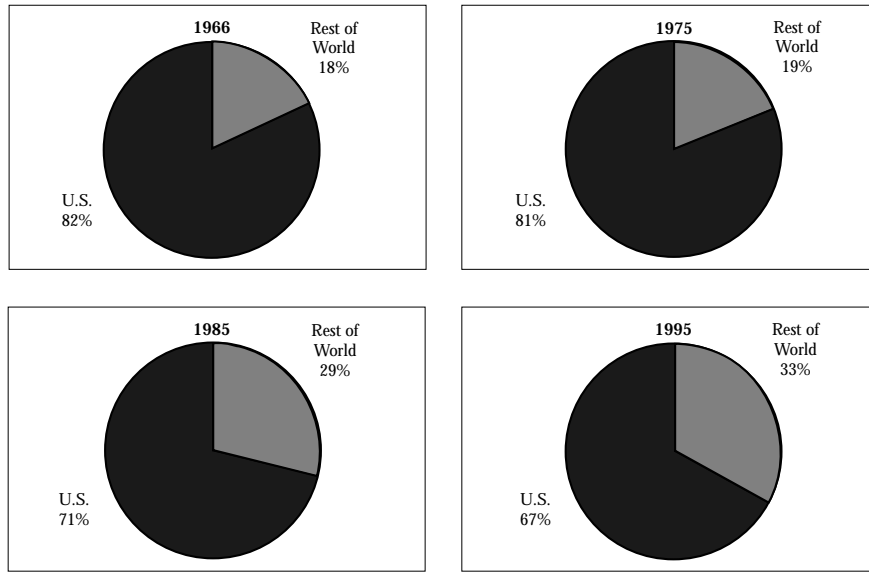 1966
Rest of
World
18%
U.S.
82%
1975
Rest of
World
19%
U.S.
81%
1985
Rest of
World
29%
U.S.
71%
1995
Rest of
World
33%
U.S.
67%